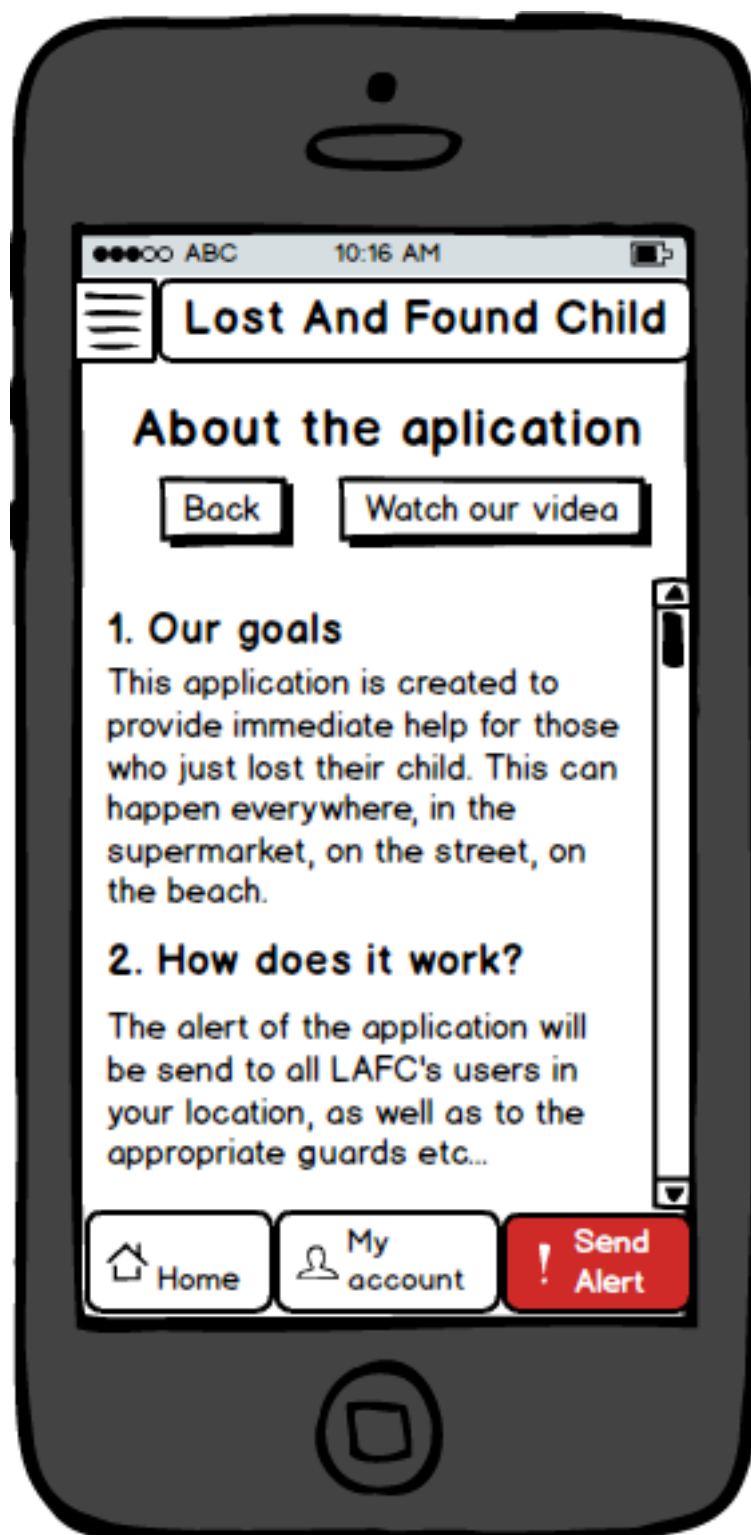 ABC 10:16 AM
Lost And Found Child
About the aplication
Back Watch our videa
1. Our goals
This application is created to
provide immediate help for those
who just lost their child. This can
happen everywhere, in the
supermarket, on the street, on
the beach.
2. How does it work?
The alert of the application will
be send to all LAFC's users in
your location, as well as to the
appropriate guards etc...
Home
My
account
Send
Alert